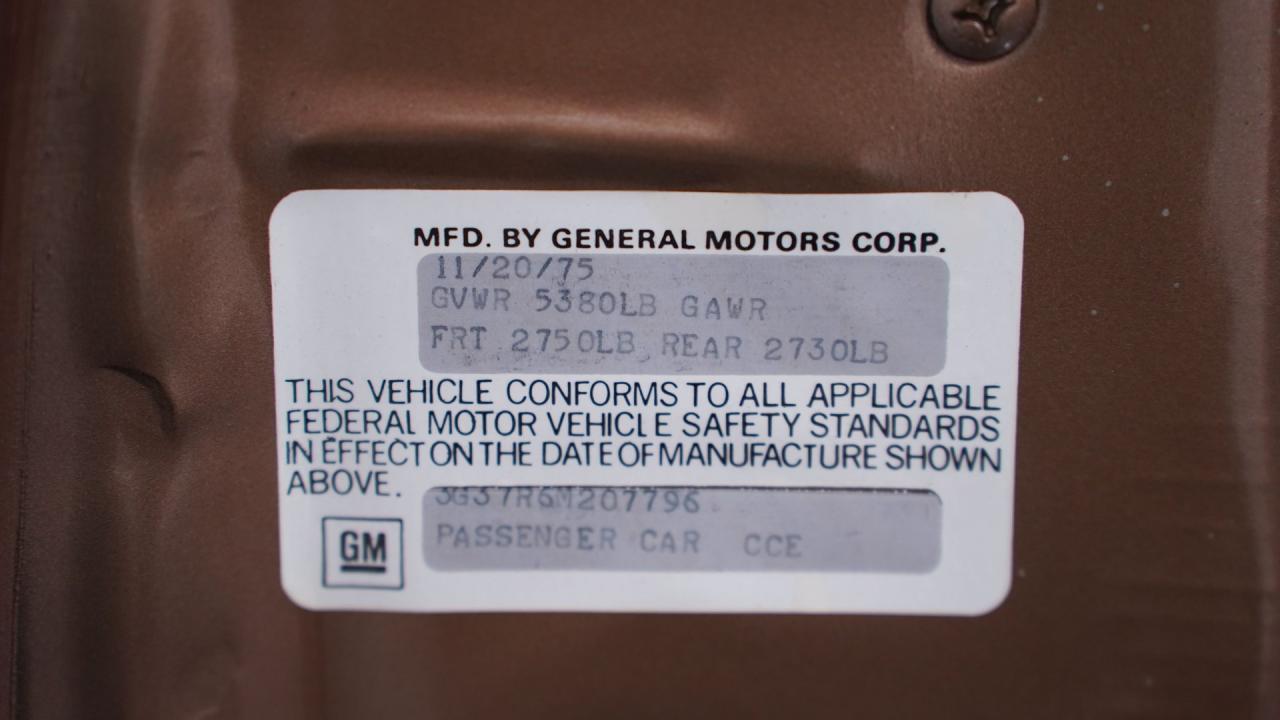 MFD. BY GENERAL MOTORS CORP.
11/20/75
GVWR 5380LB GAWR
FRT 2750LB REAR 2730LB
THIS VEHICLE CONFORMS TO ALL APPLICABLE
FEDERAL MOTOR VEHICLE SAFETY STANDARDS
IN EFFECT ON THE DATE OF MANUFACTURE SHOWN
ABOVE.
3G37R6M207796
PASSENGER CAR CCE
GM